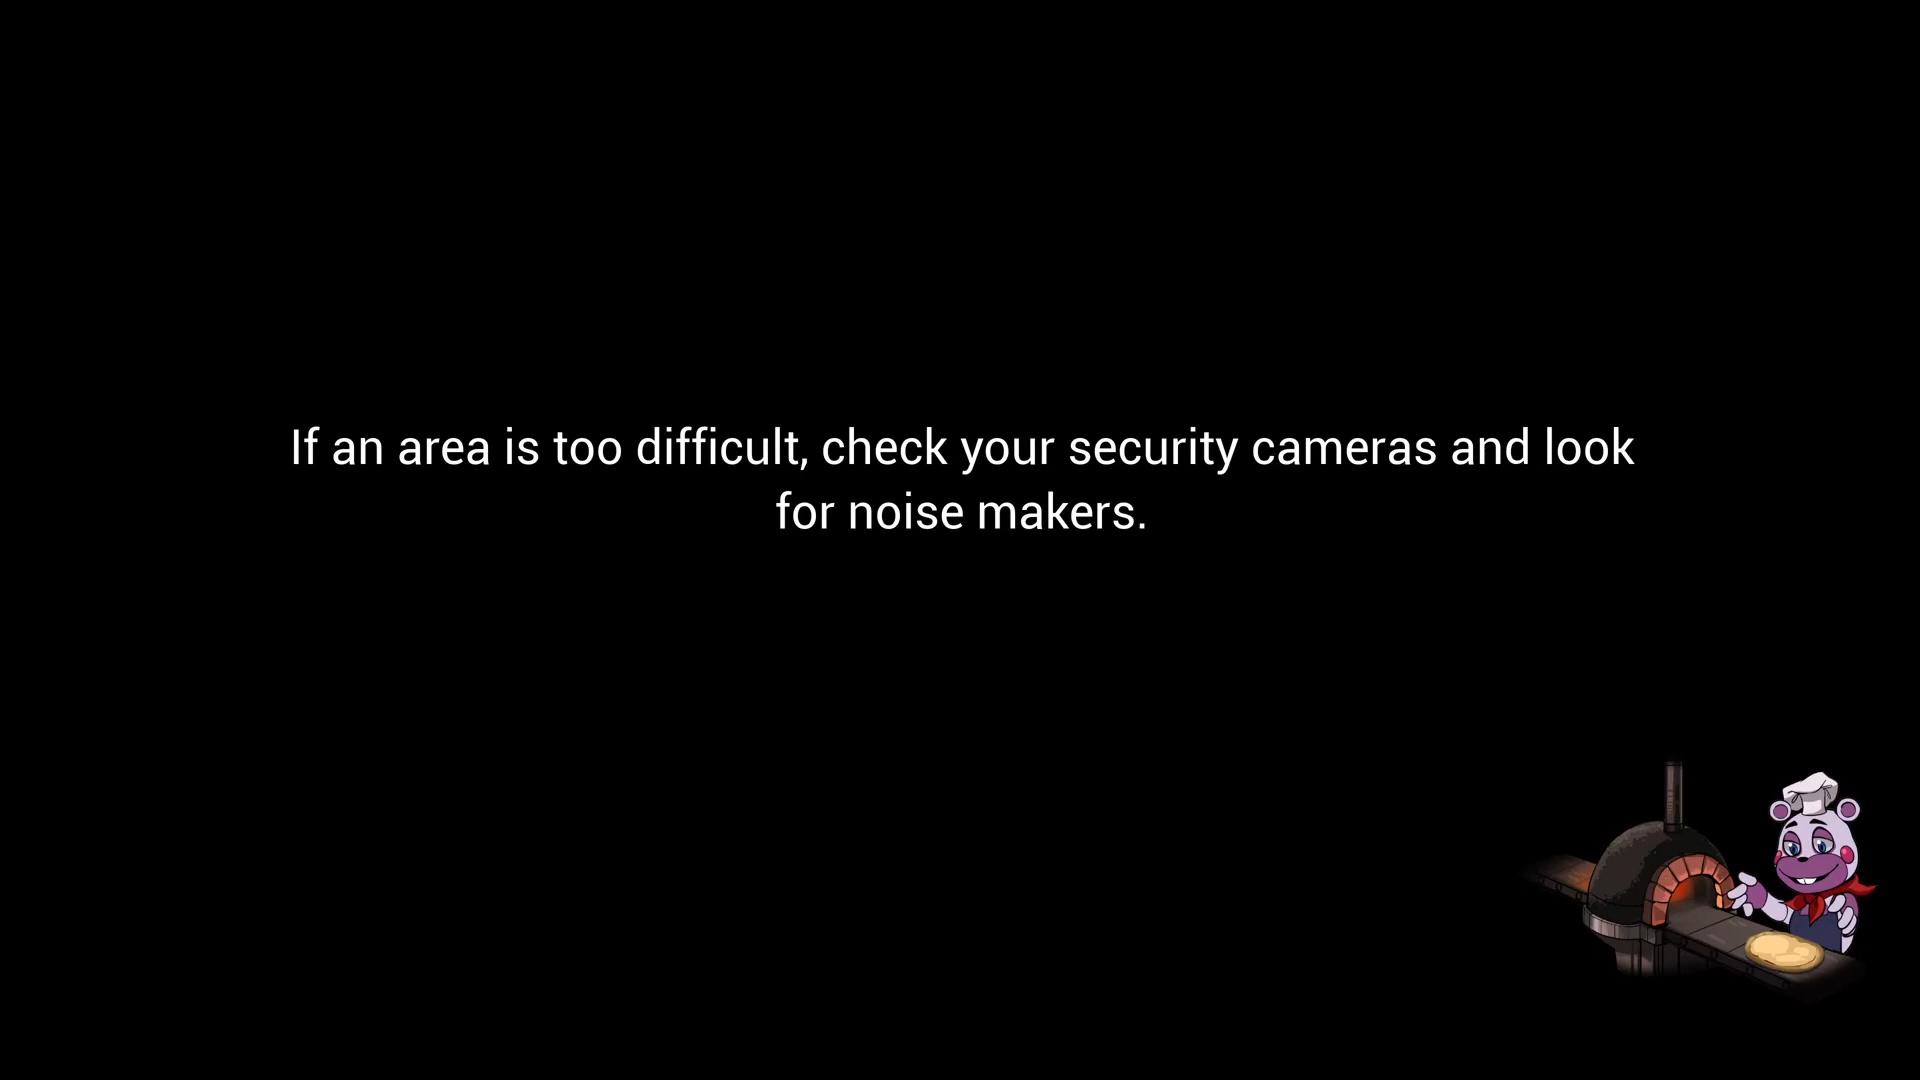 If an area is too difficult, check your security cameras and look
for noise makers.